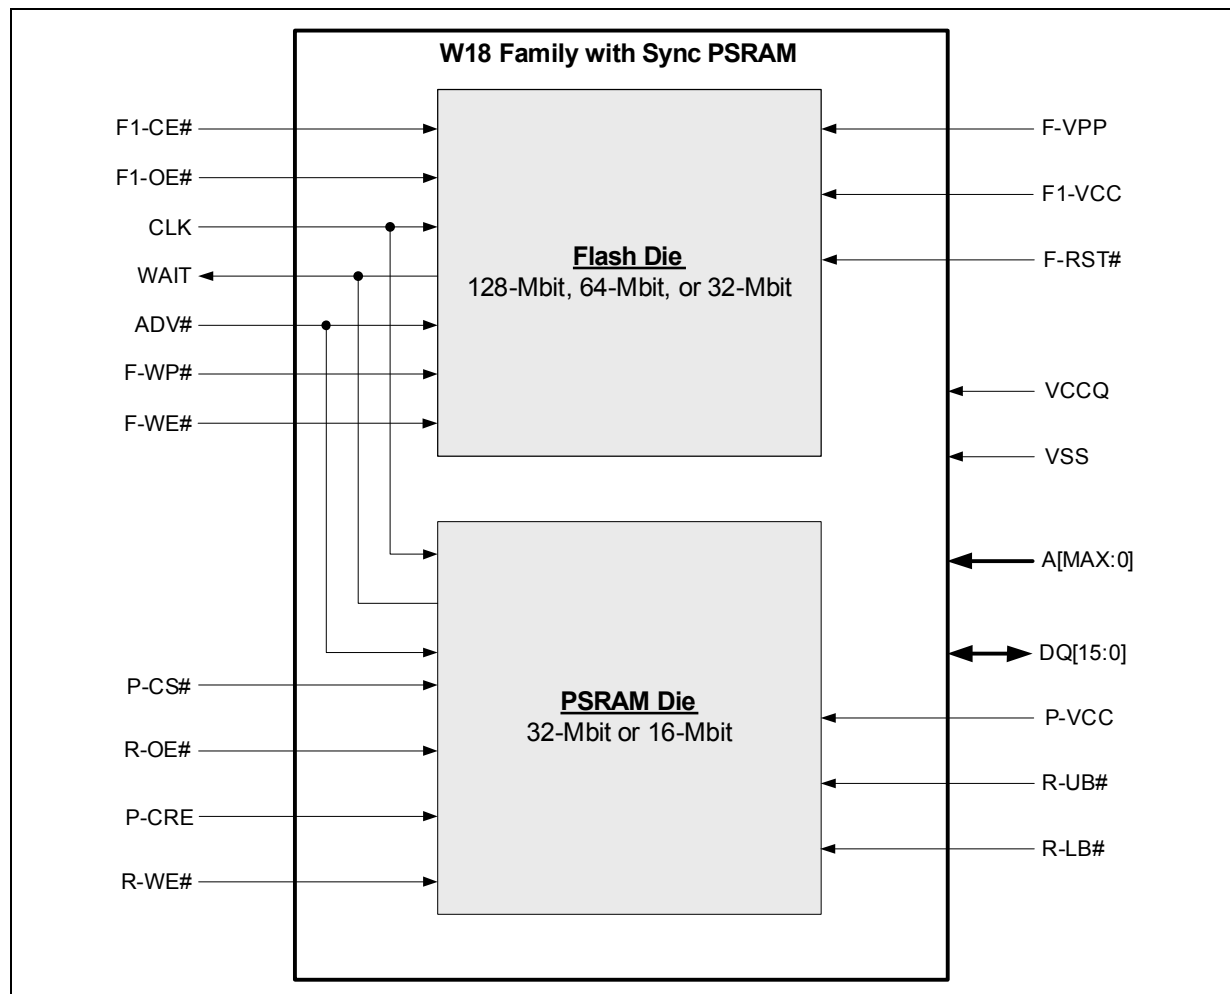 W18 Family with Sync PSRAM
F1-CE#
F1-OE#
CLK
WAIT
ADV#
F-WP#
F-WE#
Flash Die
128-Mbit, 64-Mbit, or 32-Mbit
F-VPP
F1-VCC
F-RST#
VCCQ
VSS
A[MAX:0]
DQ[15:0]
P-CS#
R-OE#
P-CRE
R-WE#
PSRAM Die
32-Mbit or 16-Mbit
P-VCC
R-UB#
R-LB#